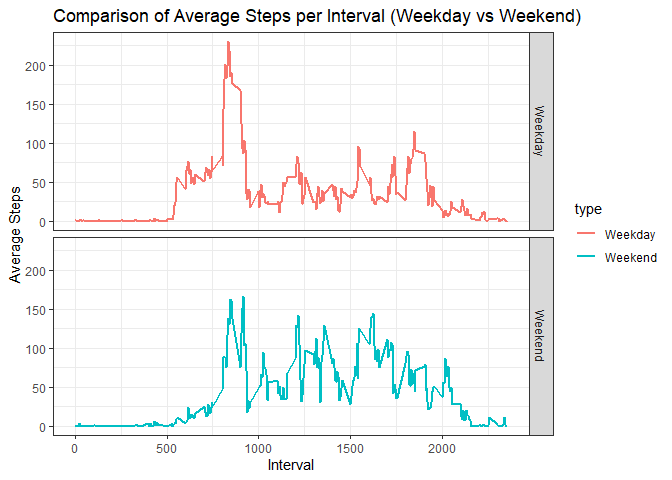 Comparison of Average Steps per Interval (Weekday vs Weekend)
200
150
100
50
0
Weekday
200
150
100
50
0
Weekend
Average Steps
0 500 1000 1500 2000
Interval
type
Weekday
Weekend